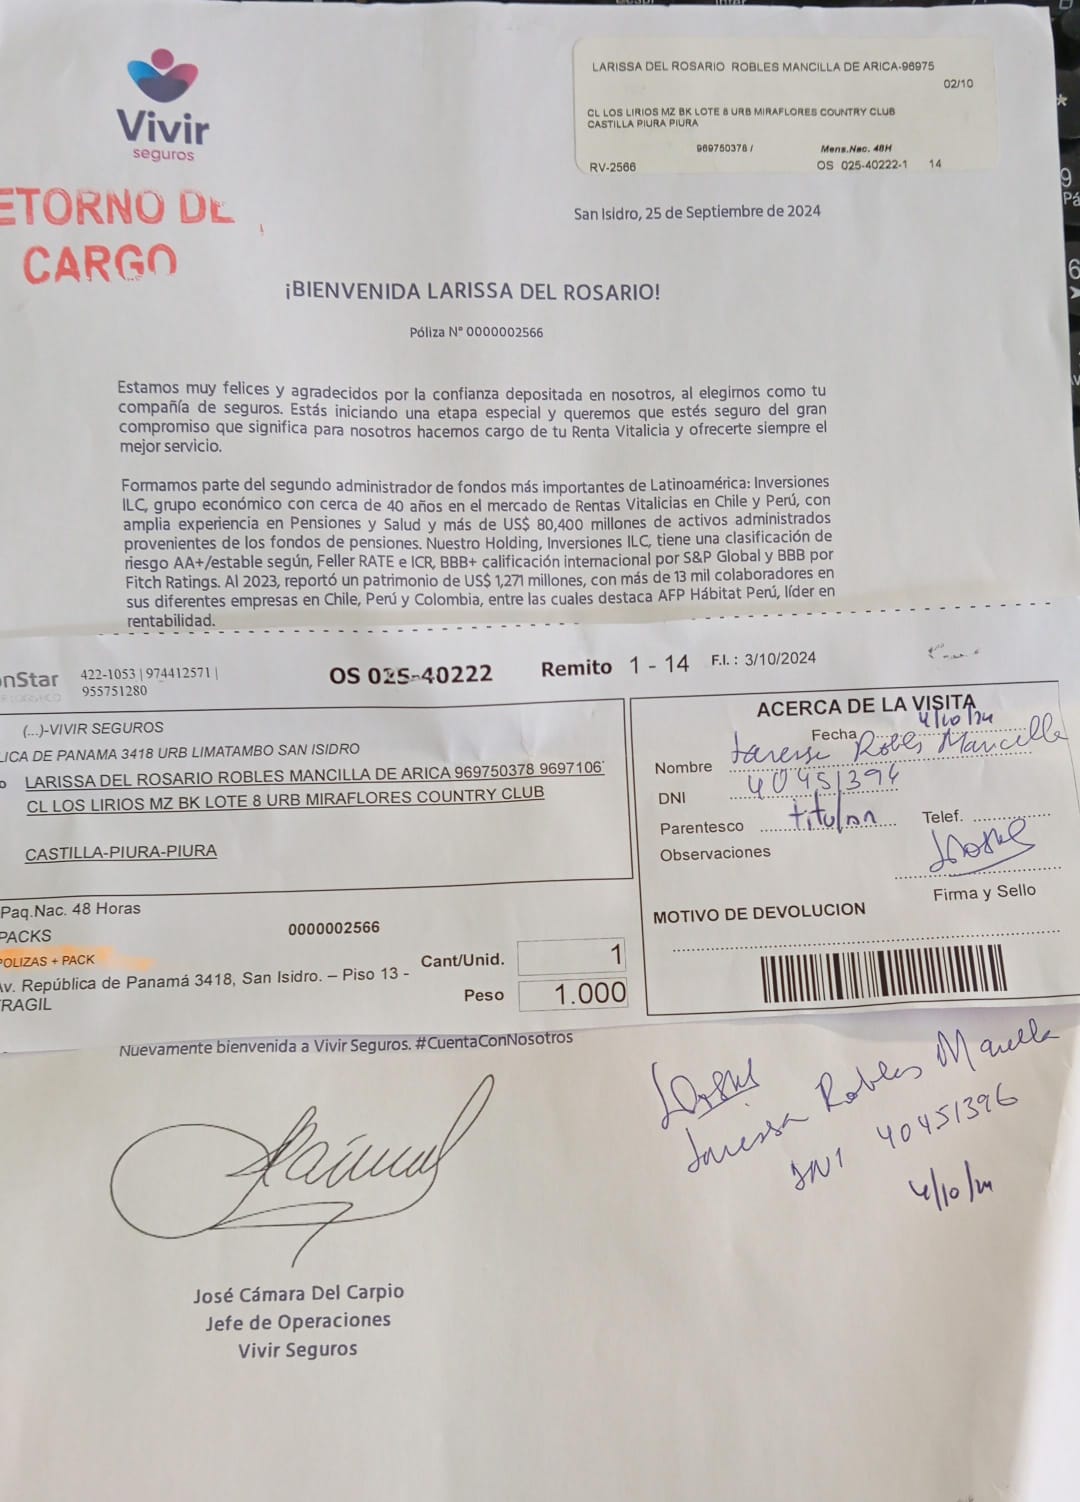 Vivir
seguros
LARISSA DEL ROSARIO ROBLES MANCILLA DE ARICA-96975
02/10
CL LOS LIRIOS MZ BK LOTE 8 URB MIRAFLORES COUNTRY CLUB
CASTILLA PIURA PIURA
969750378 / Mens.Nac. 48H
RV-2566 OS 025-40222-1 14
ETORNO DE
CARGO
San Isidro, 25 de Septiembre de 2024
¡BIENVENIDA LARISSA DEL ROSARIO!
Póliza N° 0000002566
Estamos muy felices y agradecidos por la confianza depositada en nosotros, al elegirnos como tu
compañía de seguros. Estás iniciando una etapa especial y queremos que estés seguro del gran
compromiso que significa para nosotros hacernos cargo de tu Renta Vitalicia y ofrecerte siempre el
mejor servicio.
Formamos parte del segundo administrador de fondos más importantes de Latinoamérica: Inversiones
ILC, grupo económico con cerca de 40 años en el mercado de Rentas Vitalicias en Chile y Perú, con
amplia experiencia en Pensiones y Salud y más de US$ 80,400 millones de activos administrados
provenientes de los fondos de pensiones. Nuestro Holding, Inversiones ILC, tiene una clasificación de
riesgo AA+/estable según, Feller RATE e ICR, BBB+ calificación internacional por S&P Global y BBB por
Fitch Ratings. Al 2023, reportó un patrimonio de US$ 1,271 millones, con más de 13 mil colaboradores en
sus diferentes empresas en Chile, Perú y Colombia, entre las cuales destaca AFP Hábitat Perú, líder en
rentabilidad.
nStar 422-1053 | 974412571 |
955751280
OS 025-40222 Remito 1 - 14 F.I. : 3/10/2024
(...)-VIVIR SEGUROS
LICA DE PANAMA 3418 URB LIMATAMBO SAN ISIDRO
o LARISSA DEL ROSARIO ROBLES MANCILLA DE ARICA 969750378 9697106
CL LOS LIRIOS MZ BK LOTE 8 URB MIRAFLORES COUNTRY CLUB
CASTILLA-PIURA-PIURA
Paq.Nac. 48 Horas
PACKS 0000002566
POLIZAS + PACK
Av. República de Panamá 3418, San Isidro. – Piso 13 -
RAGIL
Cant/Unid. 1
Peso 1.000
ACERCA DE LA VISITA
Fecha 4/10/24
Nombre Larissa Robles Mancilla
DNI 40451396
Parentesco titular Telef.
Observaciones
Firma y Sello
MOTIVO DE DEVOLUCION
Nuevamente bienvenida a Vivir Seguros. #CuentaConNosotros
Larissa Robles Mancilla
DNI 40451396
4/10/24
José Cámara Del Carpio
Jefe de Operaciones
Vivir Seguros